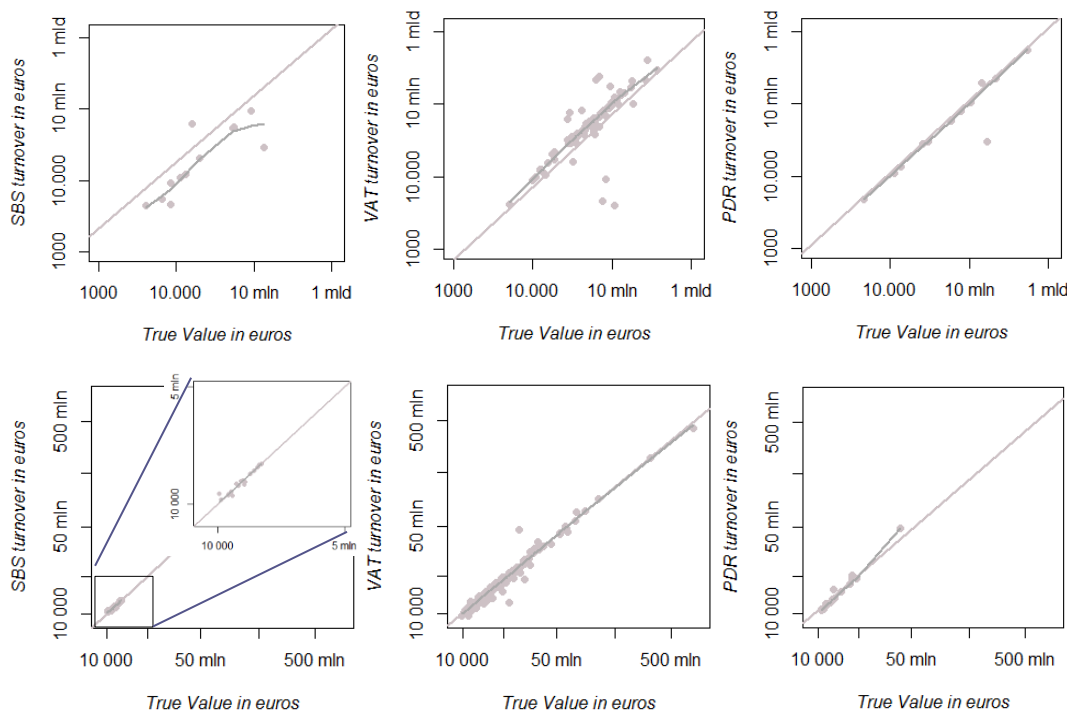 SBS turnover in euros
1 mld
10 mln
10.000
1000
1000
10.000
10 mln
1 mld
True Value in euros
VAT turnover in euros
1 mld
10 mln
10.000
1000
1000
10.000
10 mln
1 mld
True Value in euros
PDR turnover in euros
1 mld
10 mln
10.000
1000
1000
10.000
10 mln
1 mld
True Value in euros
SBS turnover in euros
500 mln
50 mln
10 000
10 000
50 mln
500 mln
True Value in euros
5 mln
10 000
10 000
5 mln
VAT turnover in euros
500 mln
50 mln
10 000
10 000
50 mln
500 mln
True Value in euros
PDR turnover in euros
500 mln
50 mln
10 000
10 000
50 mln
500 mln
True Value in euros